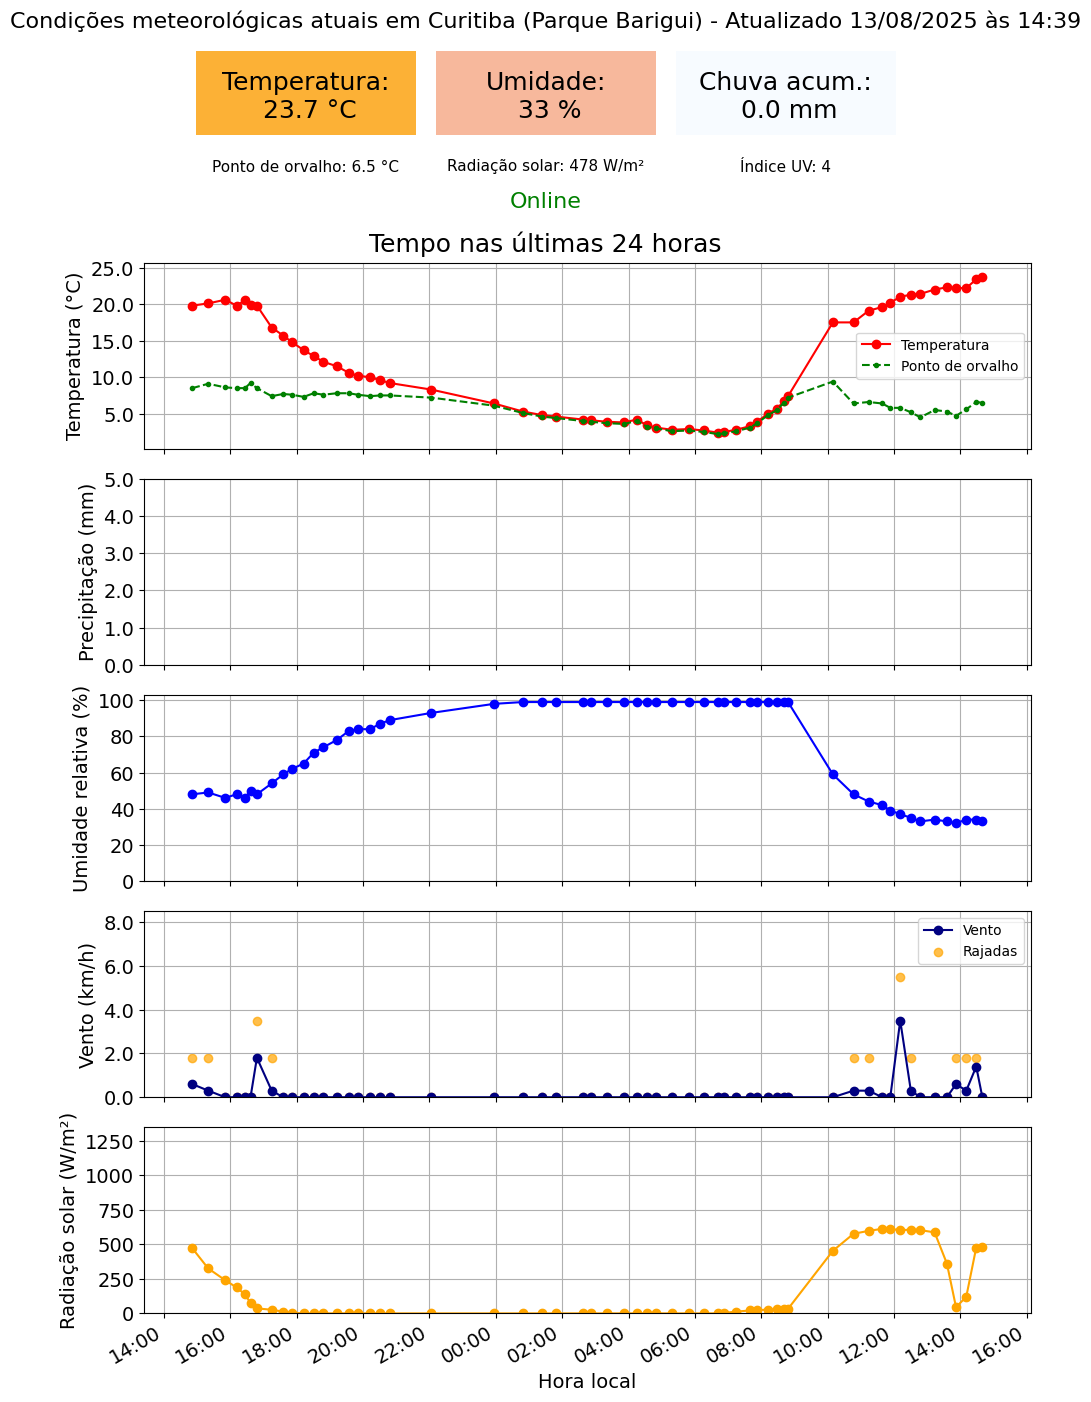 Condições meteorológicas atuais em Curitiba (Parque Barigui) - Atualizado 13/08/2025 às 14:39
Temperatura:
23.7 °C
Umidade:
33 %
Chuva acum.:
0.0 mm
Ponto de orvalho: 6.5 °C
Radiação solar: 478 W/m²
Índice UV: 4
Online
Tempo nas últimas 24 horas
Temperatura (°C)
25.0
20.0
15.0
10.0
5.0
Temperatura
Ponto de orvalho
Precipitação (mm)
5.0
4.0
3.0
2.0
1.0
0.0
Umidade relativa (%)
100
80
60
40
20
0
Vento (km/h)
8.0
6.0
4.0
2.0
0.0
Vento
Rajadas
Radiação solar (W/m²)
1250
1000
750
500
250
0
14:00
16:00
18:00
20:00
22:00
00:00
02:00
04:00
06:00
08:00
10:00
12:00
14:00
16:00
Hora local